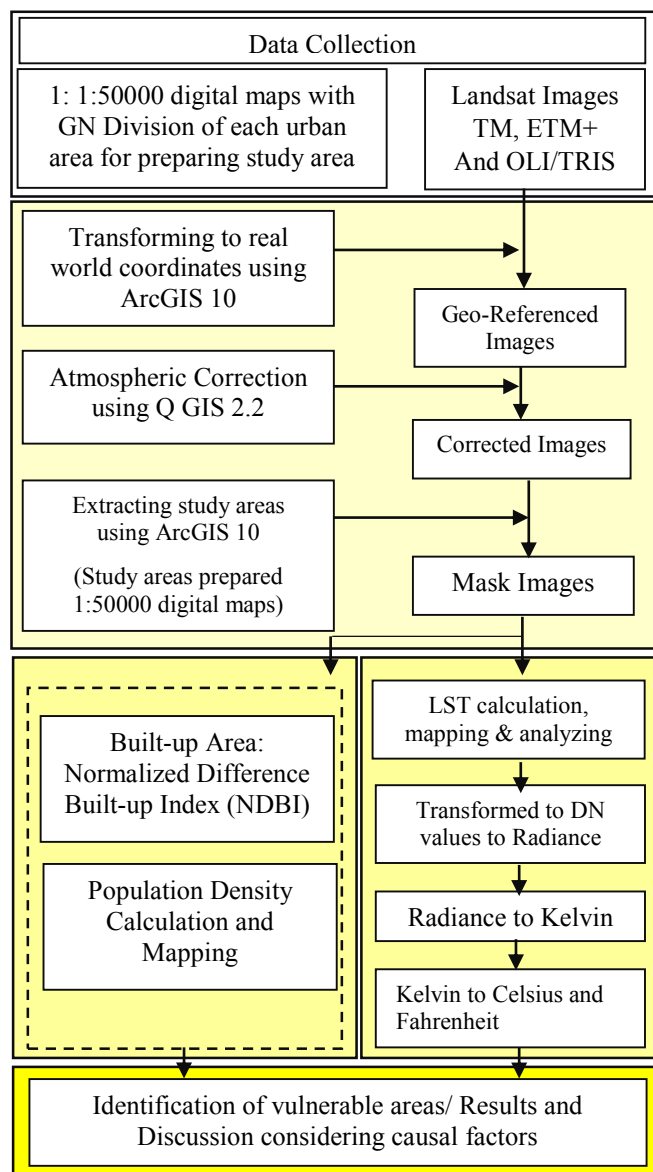 Data Collection
1: 1:50000 digital maps with
GN Division of each urban
area for preparing study area
Landsat Images
TM, ETM+
And OLI/TRIS
Transforming to real
world coordinates using
ArcGIS 10
Geo-Referenced
Images
Atmospheric Correction
using Q GIS 2.2
Corrected Images
Extracting study areas
using ArcGIS 10
(Study areas prepared
1:50000 digital maps)
Mask Images
Built-up Area:
Normalized Difference
Built-up Index (NDBI)
Population Density
Calculation and
Mapping
LST calculation,
mapping & analyzing
Transformed to DN
values to Radiance
Radiance to Kelvin
Kelvin to Celsius and
Fahrenheit
Identification of vulnerable areas/ Results and
Discussion considering causal factors